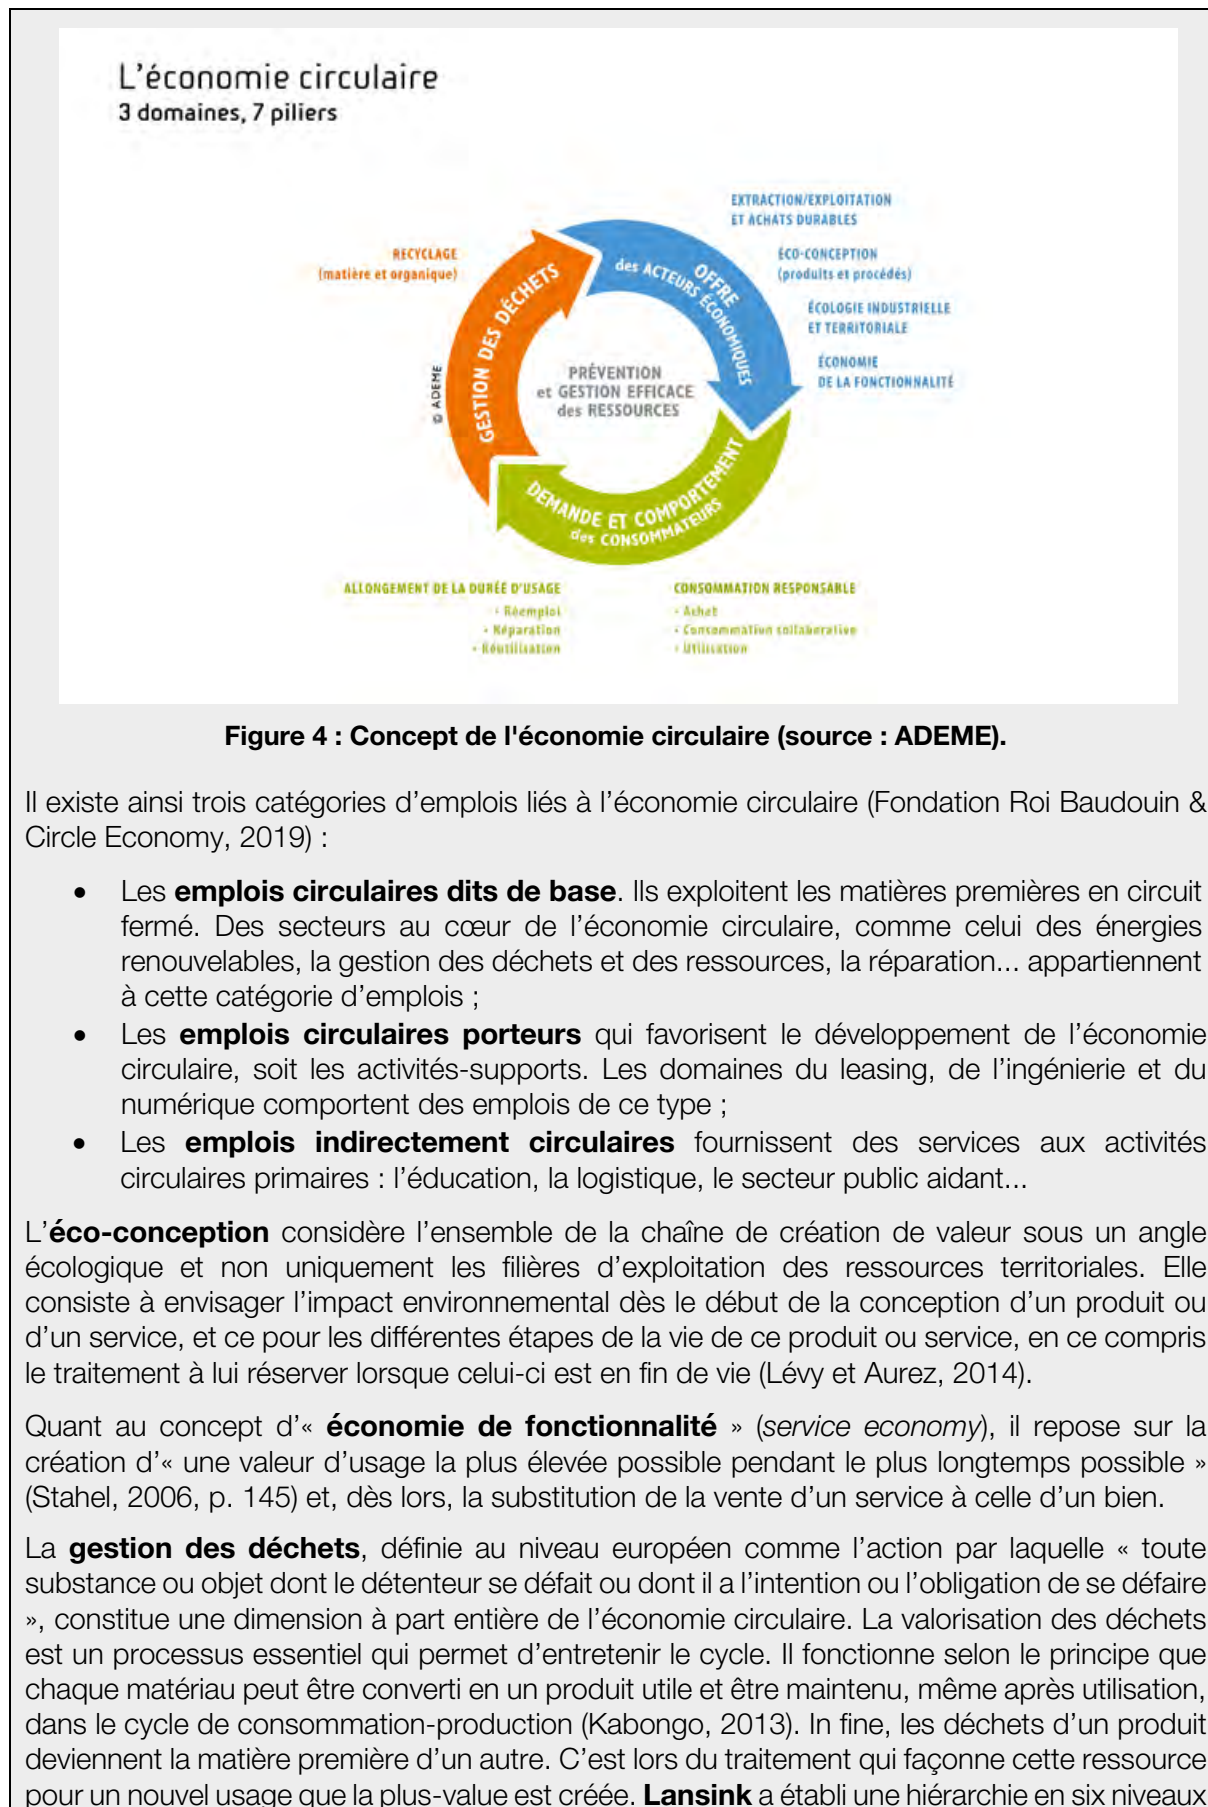 L'économie circulaire
3 domaines, 7 piliers
EXTRACTION/EXPLOITATION
ET ACHATS DURABLES
RECYCLAGE
(matière et organique)
ÉCO-CONCEPTION
(produits et procédés)
ÉCOLOGIE INDUSTRIELLE
ET TERRITORIALE
ÉCONOMIE
DE LA FONCTIONNALITÉ
OFFRE
des ACTEURS ÉCONOMIQUES
GESTION DES DÉCHETS
PRÉVENTION
et GESTION EFFICACE
des RESSOURCES
© ADEME
DEMANDE ET COMPORTEMENT
des CONSOMMATEURS
ALLONGEMENT DE LA DURÉE D'USAGE
• Réemploi
• Réparation
• Réutilisation
CONSOMMATION RESPONSABLE
• Achat
• Consommation collaborative
• Utilisation
Figure 4 : Concept de l'économie circulaire (source : ADEME).
Il existe ainsi trois catégories d'emplois liés à l'économie circulaire (Fondation Roi Baudouin &
Circle Economy, 2019) :
• Les emplois circulaires dits de base. Ils exploitent les matières premières en circuit
fermé. Des secteurs au cœur de l'économie circulaire, comme celui des énergies
renouvelables, la gestion des déchets et des ressources, la réparation... appartiennent
à cette catégorie d'emplois ;
• Les emplois circulaires porteurs qui favorisent le développement de l'économie
circulaire, soit les activités-supports. Les domaines du leasing, de l'ingénierie et du
numérique comportent des emplois de ce type ;
• Les emplois indirectement circulaires fournissent des services aux activités
circulaires primaires : l'éducation, la logistique, le secteur public aidant...
L'éco-conception considère l'ensemble de la chaîne de création de valeur sous un angle
écologique et non uniquement les filières d'exploitation des ressources territoriales. Elle
consiste à envisager l'impact environnemental dès le début de la conception d'un produit ou
d'un service, et ce pour les différentes étapes de la vie de ce produit ou service, en ce compris
le traitement à lui réserver lorsque celui-ci est en fin de vie (Lévy et Aurez, 2014).
Quant au concept d'« économie de fonctionnalité » (service economy), il repose sur la
création d'« une valeur d'usage la plus élevée possible pendant le plus longtemps possible »
(Stahel, 2006, p. 145) et, dès lors, la substitution de la vente d'un service à celle d'un bien.
La gestion des déchets, définie au niveau européen comme l'action par laquelle « toute
substance ou objet dont le détenteur se défait ou dont il a l'intention ou l'obligation de se défaire
», constitue une dimension à part entière de l'économie circulaire. La valorisation des déchets
est un processus essentiel qui permet d'entretenir le cycle. Il fonctionne selon le principe que
chaque matériau peut être converti en un produit utile et être maintenu, même après utilisation,
dans le cycle de consommation-production (Kabongo, 2013). In fine, les déchets d'un produit
deviennent la matière première d'un autre. C'est lors du traitement qui façonne cette ressource
pour un nouvel usage que la plus-value est créée. Lansink a établi une hiérarchie en six niveaux